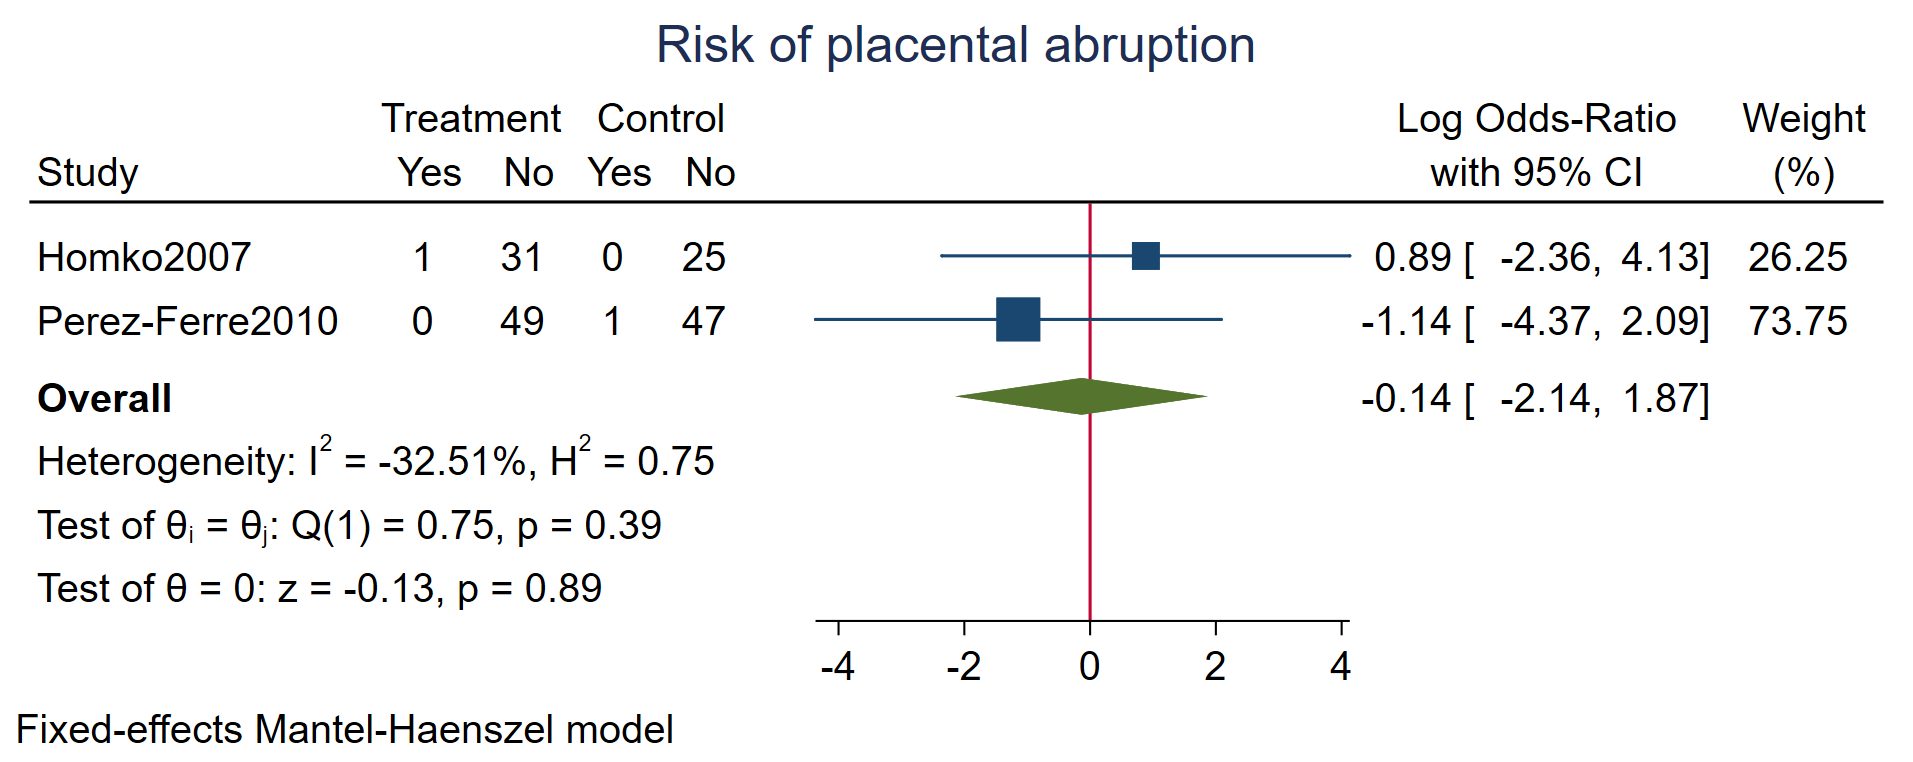 Risk of placental abruption
Treatment Control Log Odds-Ratio Weight
Study Yes No Yes No with 95% CI (%)
Homko2007 1 31 0 25 0.89 [ -2.36, 4.13] 26.25
Perez-Ferre2010 0 49 1 47 -1.14 [ -4.37, 2.09] 73.75
Overall -0.14 [ -2.14, 1.87]
Heterogeneity: I² = -32.51%, H² = 0.75
Test of θᵢ = θⱼ: Q(1) = 0.75, p = 0.39
Test of θ = 0: z = -0.13, p = 0.89
-4 -2 0 2 4
Fixed-effects Mantel-Haenszel model